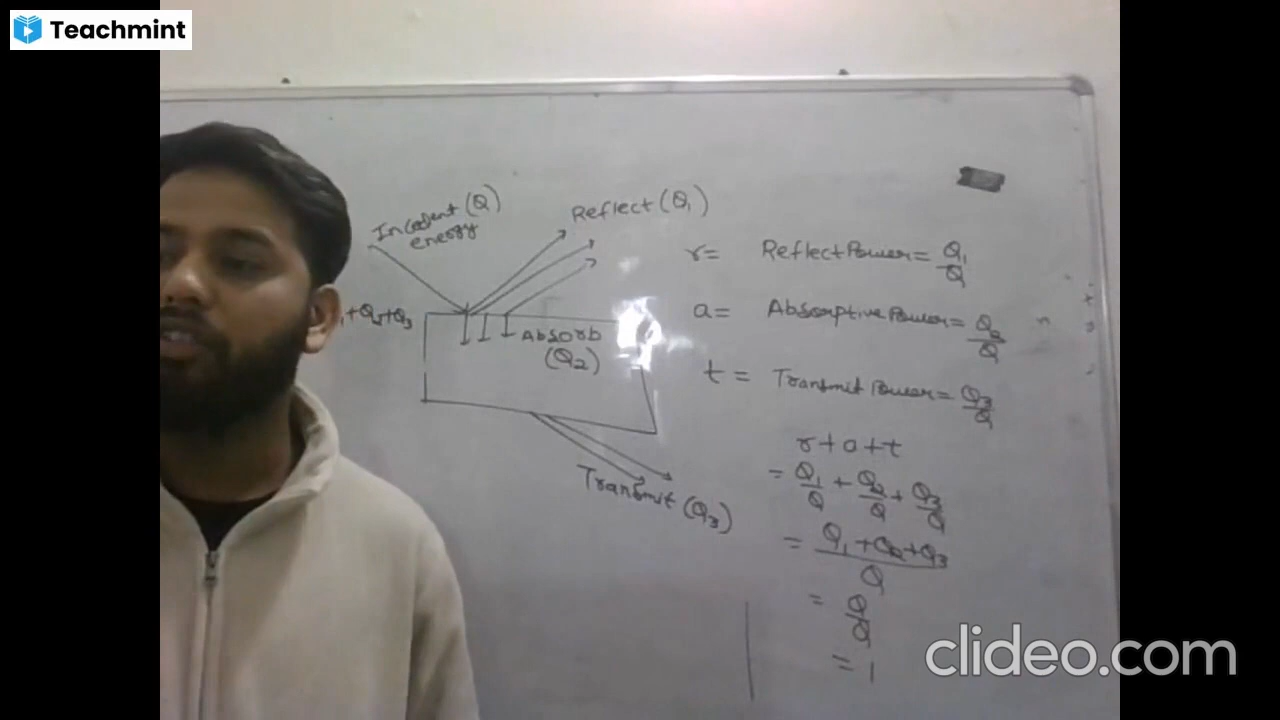 Teachmint
Incedent (Q)
energy
Reflect (Q1)
+Q2+Q3
Absorb
(Q2)
Transmit (Q3)
r= Reflect Power= Q1/Q
a= Absorptive Power= Q2/Q
t= Transmit Power= Q3/Q
r+a+t
= Q1/Q + Q2/Q + Q3/Q
= Q1+Q2+Q3/Q
= Q/Q
= 1
clideo.com